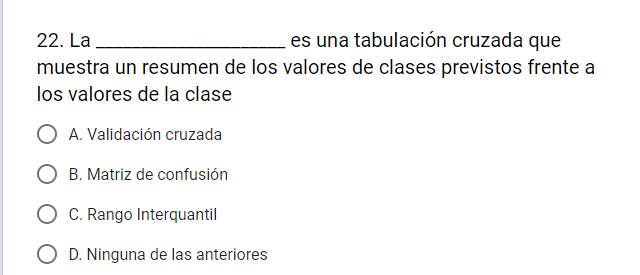 22. La _____________________ es una tabulación cruzada que
muestra un resumen de los valores de clases previstos frente a
los valores de la clase
A. Validación cruzada
B. Matriz de confusión
C. Rango Interquantil
D. Ninguna de las anteriores